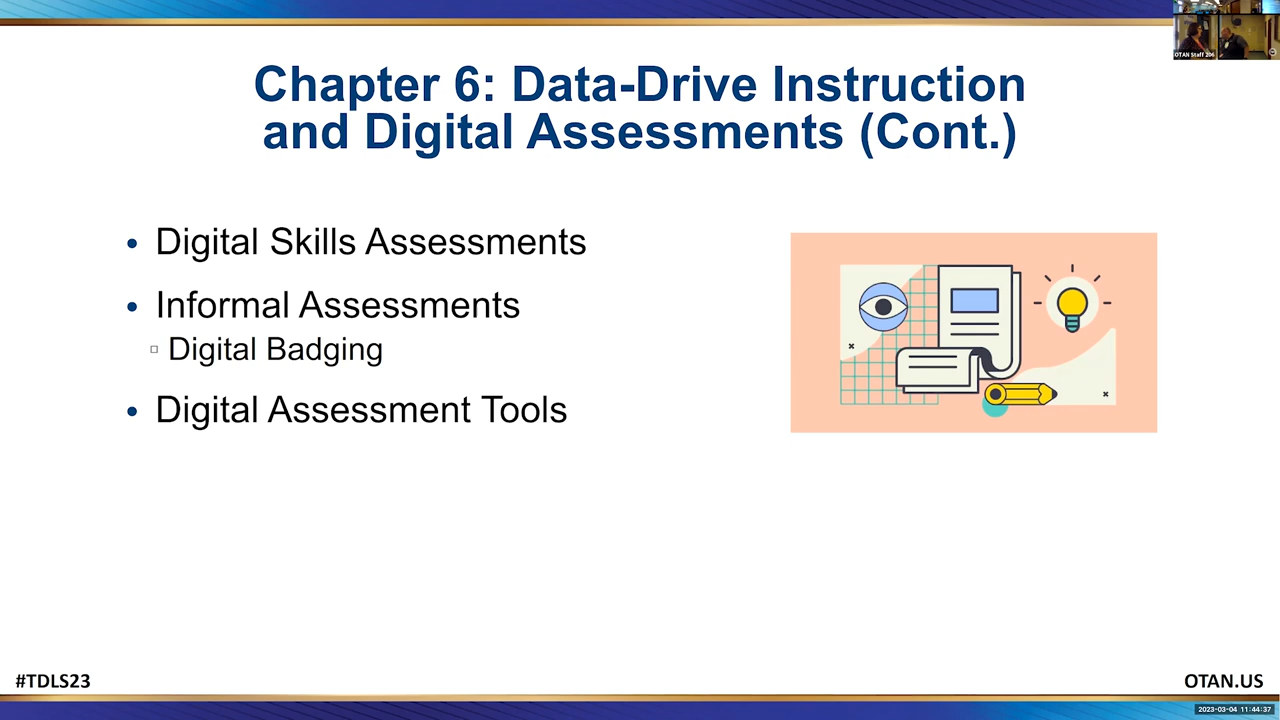 OTAN Staff 206
Chapter 6: Data-Drive Instruction
and Digital Assessments (Cont.)
• Digital Skills Assessments
• Informal Assessments
▫ Digital Badging
• Digital Assessment Tools
#TDLS23
OTAN.US
2023-03-04 11:44:37